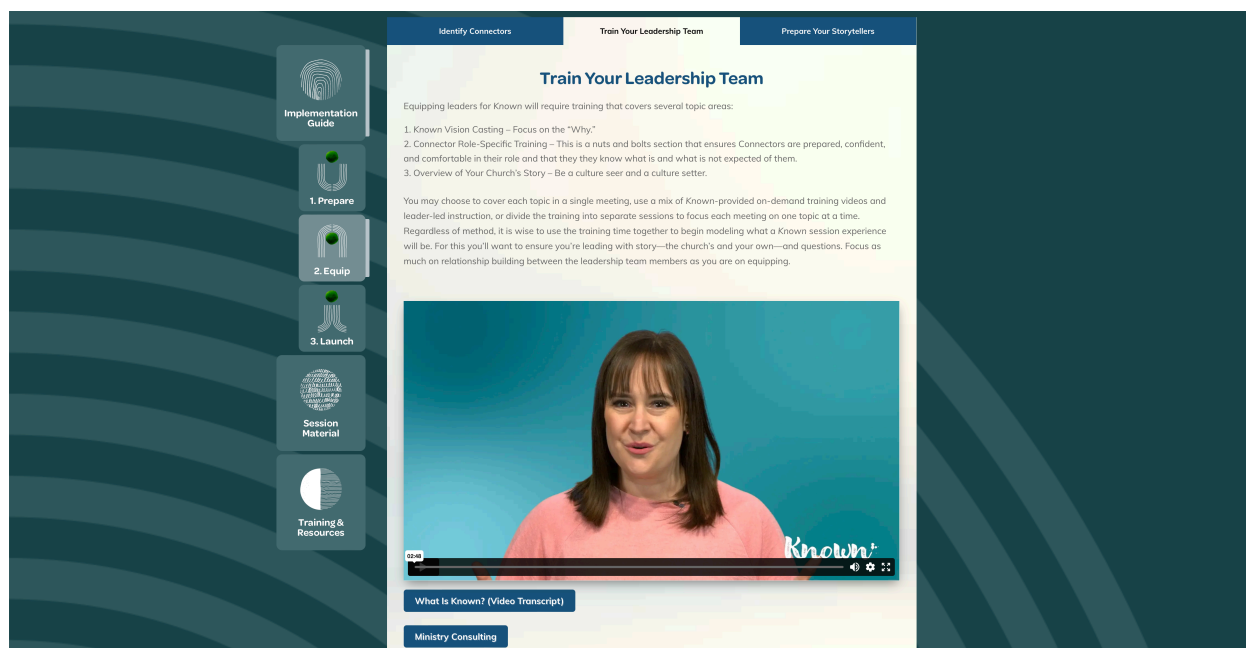 Identify Connectors
Train Your Leadership Team
Prepare Your Storytellers
Implementation
Guide
1. Prepare
2. Equip
3. Launch
Session
Material
Training &
Resources
Train Your Leadership Team
Equipping leaders for Known will require training that covers several topic areas:
1. Known Vision Casting – Focus on the “Why.”
2. Connector Role-Specific Training – This is a nuts and bolts section that ensures Connectors are prepared, confident,
and comfortable in their role and that they they know what is and what is not expected of them.
3. Overview of Your Church’s Story – Be a culture seer and a culture setter.
You may choose to cover each topic in a single meeting, use a mix of Known-provided on-demand training videos and
leader-led instruction, or divide the training into separate sessions to focus each meeting on one topic at a time.
Regardless of method, it is wise to use the training time together to begin modeling what a Known session experience
will be. For this you’ll want to ensure you’re leading with story—the church’s and your own—and questions. Focus as
much on relationship building between the leadership team members as you are on equipping.
Known
02:48
What Is Known? (Video Transcript)
Ministry Consulting